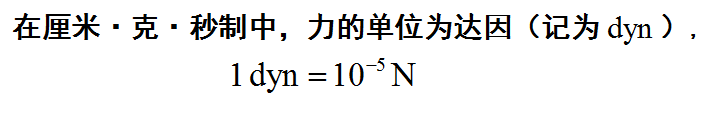 在厘米·克·秒制中，力的单位为达因（记为 dyn ），
1 dyn = 10⁻⁵ N